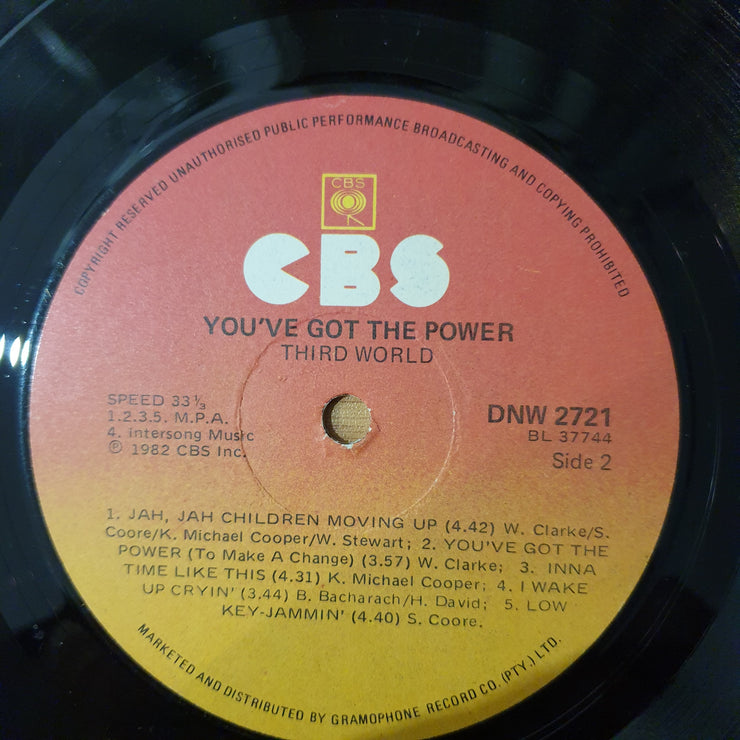 COPYRIGHT RESERVED UNAUTHORISED PUBLIC PERFORMANCE BROADCASTING AND COPYING PROHIBITED
CBS
CBS
YOU'VE GOT THE POWER
THIRD WORLD
SPEED 33⅓
1.2.3.5. M.P.A.
4. Intersong Music
℗ 1982 CBS Inc.
DNW 2721
BL 37744
Side 2
1. JAH, JAH CHILDREN MOVING UP (4.42) W. Clarke/S.
Coore/K. Michael Cooper/W. Stewart; 2. YOU'VE GOT THE
POWER (To Make A Change) (3.57) W. Clarke; 3. INNA
TIME LIKE THIS (4.31) K. Michael Cooper; 4. I WAKE
UP CRYIN' (3.44) B. Bacharach/H. David; 5. LOW
KEY-JAMMIN' (4.40) S. Coore.
MARKETED AND DISTRIBUTED BY GRAMOPHONE RECORD CO. (PTY.) LTD.